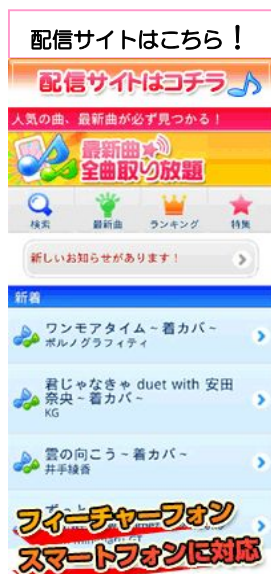 配信サイトはこちら！
配信サイトはコチラ
人気の曲、最新曲が必ず見つかる！
最新曲
全曲取り放題
検索 最新曲 ランキング 特集
新しいお知らせがあります！
新着
ワンモアタイム～着カバー～
ポルノグラフィティ
君じゃなきゃ duet with 安田
奈央～着カバー～
KG
雲の向こう～着カバー～
井手綾香
フィーチャーフォン
スマートフォンに対応